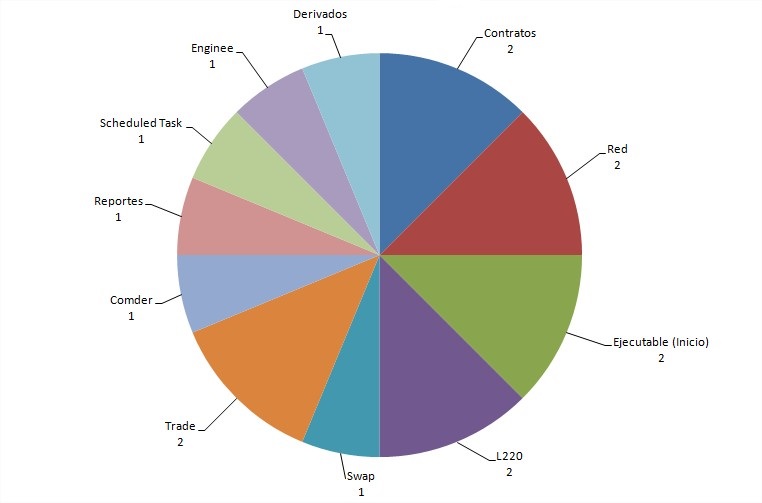 Derivados
1
Contratos
2
Red
2
Ejecutable (Inicio)
2
L220
2
Swap
1
Trade
2
Comder
1
Reportes
1
Scheduled Task
1
Enginee
1